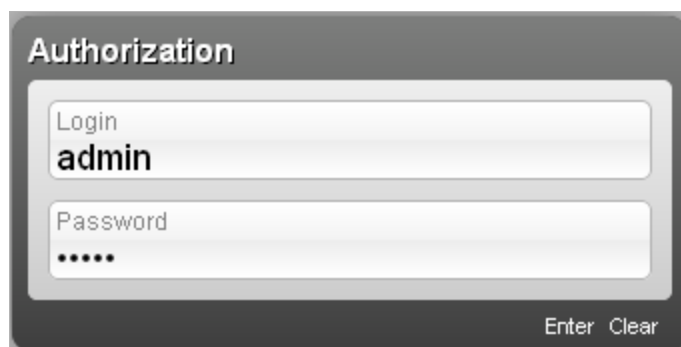 Authorization
Login
admin
Password
•••••
Enter Clear